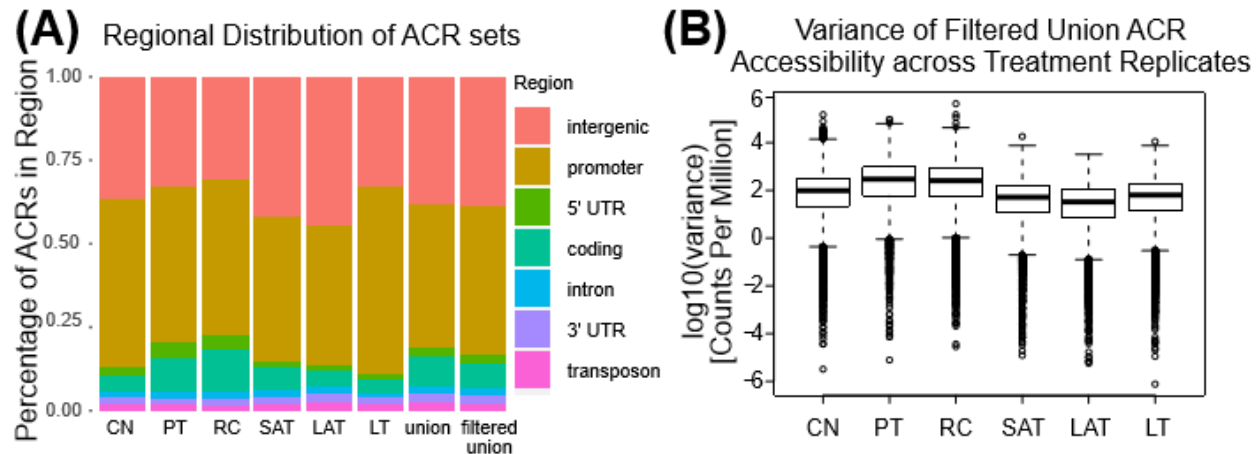 (A) Regional Distribution of ACR sets
Percentage of ACRs in Region
1.00
0.75
0.50
0.25
0.00
CN PT RC SAT LAT LT union filtered
union
Region
intergenic
promoter
5' UTR
coding
intron
3' UTR
transposon
(B) Variance of Filtered Union ACR
Accessibility across Treatment Replicates
log10(variance)
[Counts Per Million]
6
4
2
0
−2
−4
−6
CN PT RC SAT LAT LT